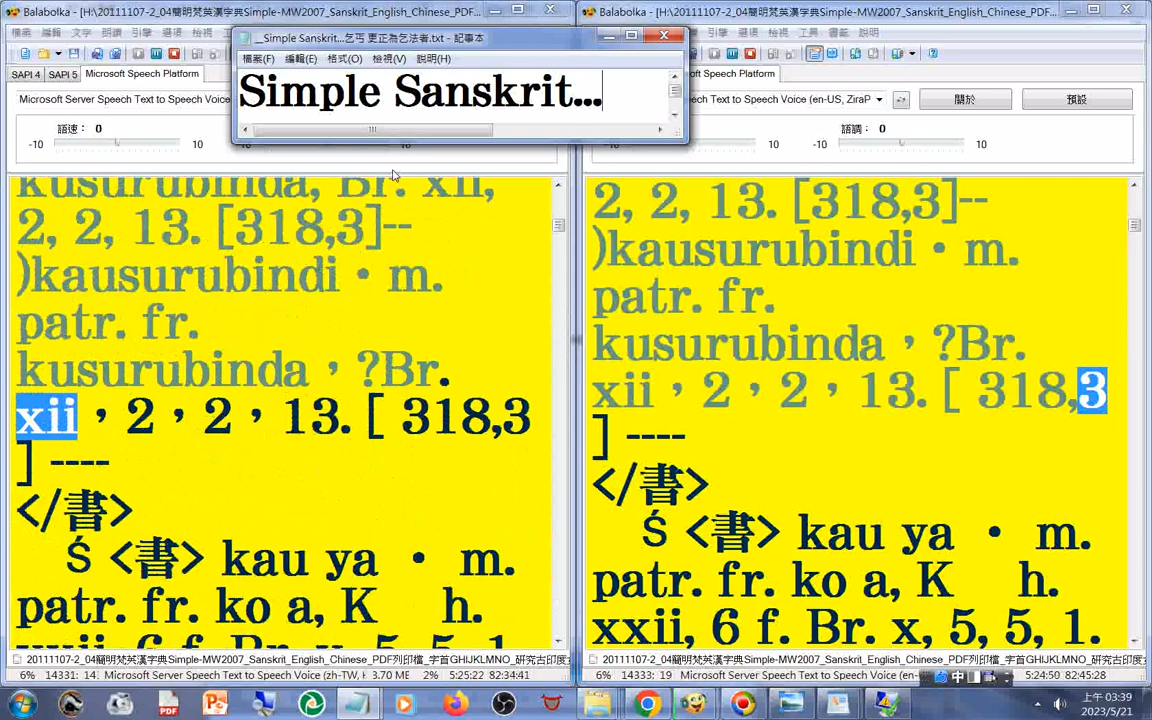 Balabolka - [H:\20111107-2_04簡明梵英漢字典Simple-MW2007_Sanskrit_English_Chinese_PDF...
Balabolka - [H:\20111107-2_04簡明梵英漢字典Simple-MW2007_Sanskrit_English_Chinese_PDF...
__Simple Sanskrit...乞丐 更正為乞法者.txt - 記事本
檔案(F) 編輯(E) 格式(O) 檢視(V) 說明(H)
Simple Sanskrit...
SAPI 4 SAPI 5 Microsoft Speech Platform
Microsoft Server Speech Text to Speech Voice
語速： 0
-10 10
kusurubinda, Br. xii,
2, 2, 13. [318,3]--
)kausurubindi・m.
patr. fr.
kusurubinda，?Br.
xii，2，2，13. [ 318,3
] ----
</書>
Ś <書> kau ya ・ m.
patr. fr. ko a, K h.
xxii, 6 f. Br. x, 5, 5, 1.
Speech Platform
ech Text to Speech Voice (en-US, ZiraP
關於 預設
語調： 0
-10 10
2, 2, 13. [318,3]--
)kausurubindi・m.
patr. fr.
kusurubinda，?Br.
xii，2，2，13. [ 318,3
] ----
</書>
Ś <書> kau ya ・ m.
patr. fr. ko a, K h.
xxii, 6 f. Br. x, 5, 5, 1.
20111107-2_04簡明梵英漢字典Simple-MW2007_Sanskrit_English_Chinese_PDF列印檔_字首GHIJKLMNO_研究古印度
6% 14331: 14 Microsoft Server Speech Text to Speech Voice (zh-TW, 3.70 ME 2% 5:25:22 82:34:41
20111107-2_04簡明梵英漢字典Simple-MW2007_Sanskrit_English_Chinese_PDF列印檔_字首GHIJKLMNO_研究古印度
6% 14333: 19 Microsoft Server Speech Text to Speech Voice (en-US, 5:24:50 82:45:28
中
上午 03:39
2023/5/21